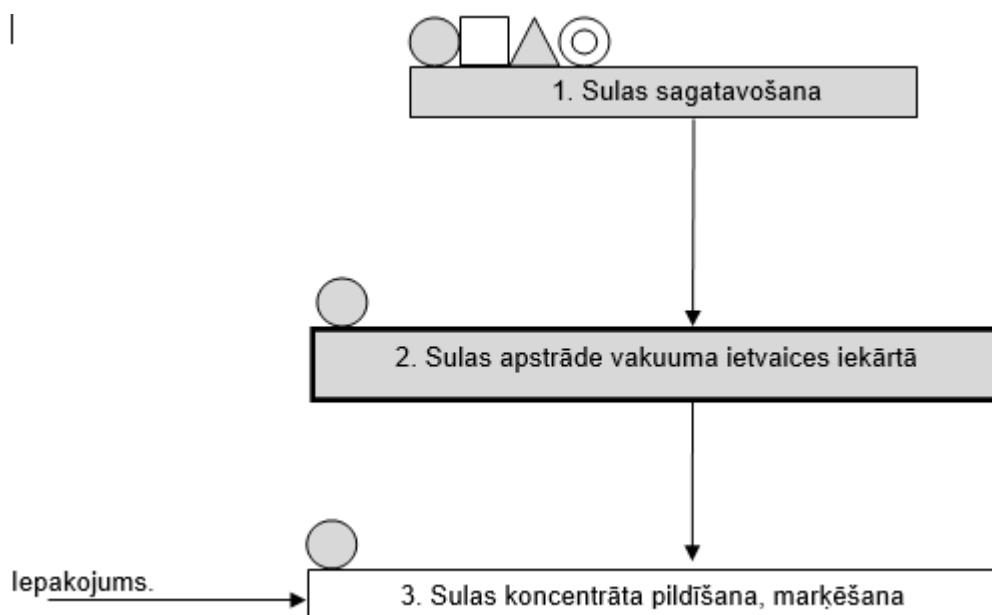 1. Sulas sagatavošana
2. Sulas apstrāde vakuuma ietvaices iekārtā
Iepakojums.
3. Sulas koncentrāta pildīšana, marķēšana